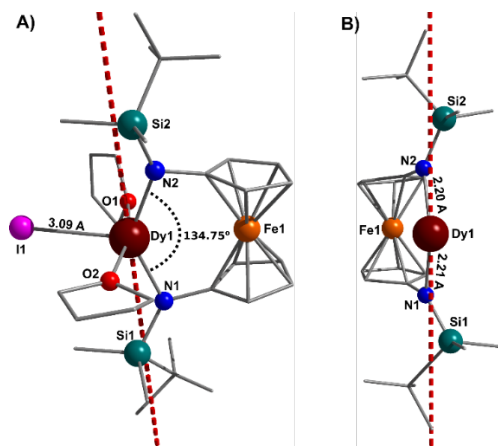 A)
B)
Si2
Si2
N2
N2
O1
2.20 A
I1
3.09 A
Dy1
134.75º
Fe1
Fe1
Dy1
O2
2.21 A
N1
N1
Si1
Si1